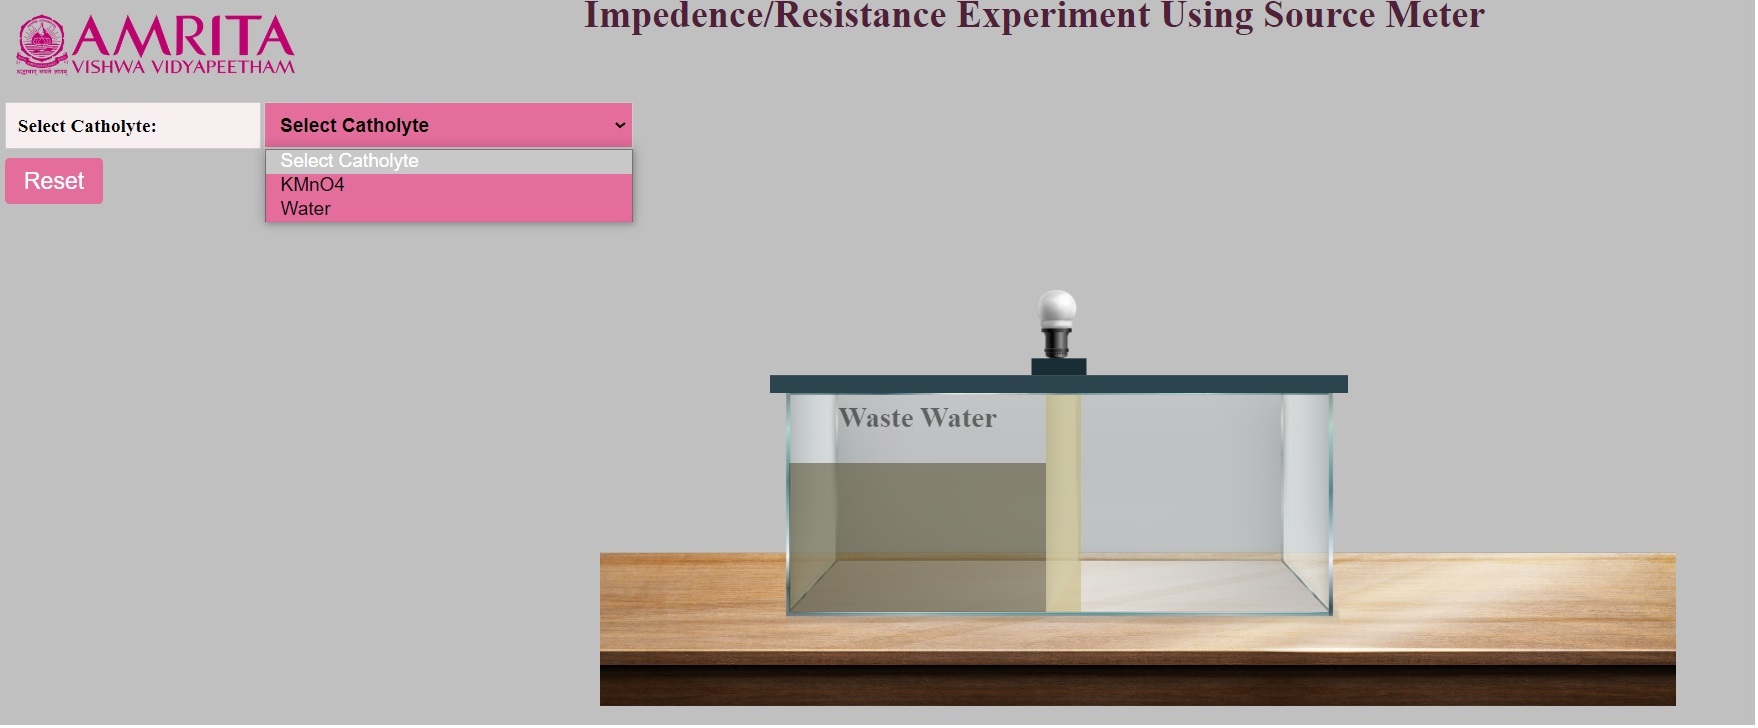 Impedence/Resistance Experiment Using Source Meter
AMRITA
VISHWA VIDYAPEETHAM
Select Catholyte:
Select Catholyte
Select Catholyte
KMnO4
Water
Reset
Waste Water